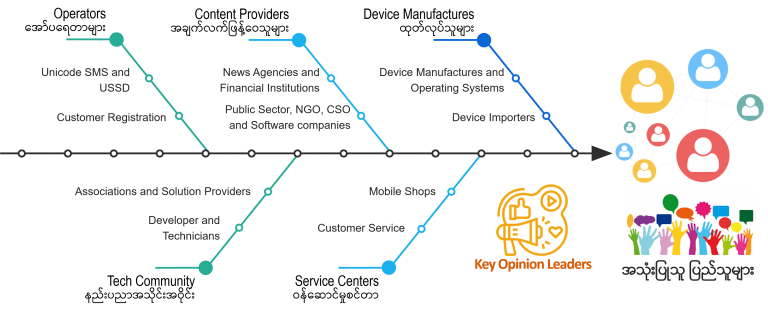 Operators
အော်ပရေတာများ
Unicode SMS and
USSD
Customer Registration
Content Providers
အချက်လက်ဖြန့်ဝေသူများ
News Agencies and
Financial Institutions
Public Sector, NGO, CSO
and Software companies
Device Manufactures
ထုတ်လုပ်သူများ
Device Manufactures and
Operating Systems
Device Importers
Associations and Solution Providers
Developer and
Technicians
Tech Community
နည်းပညာအသိုင်းအဝိုင်း
Mobile Shops
Customer Service
Service Centers
ဝန်ဆောင်မှုစင်တာ
Key Opinion Leaders
အသုံးပြုသူ ပြည်သူများ